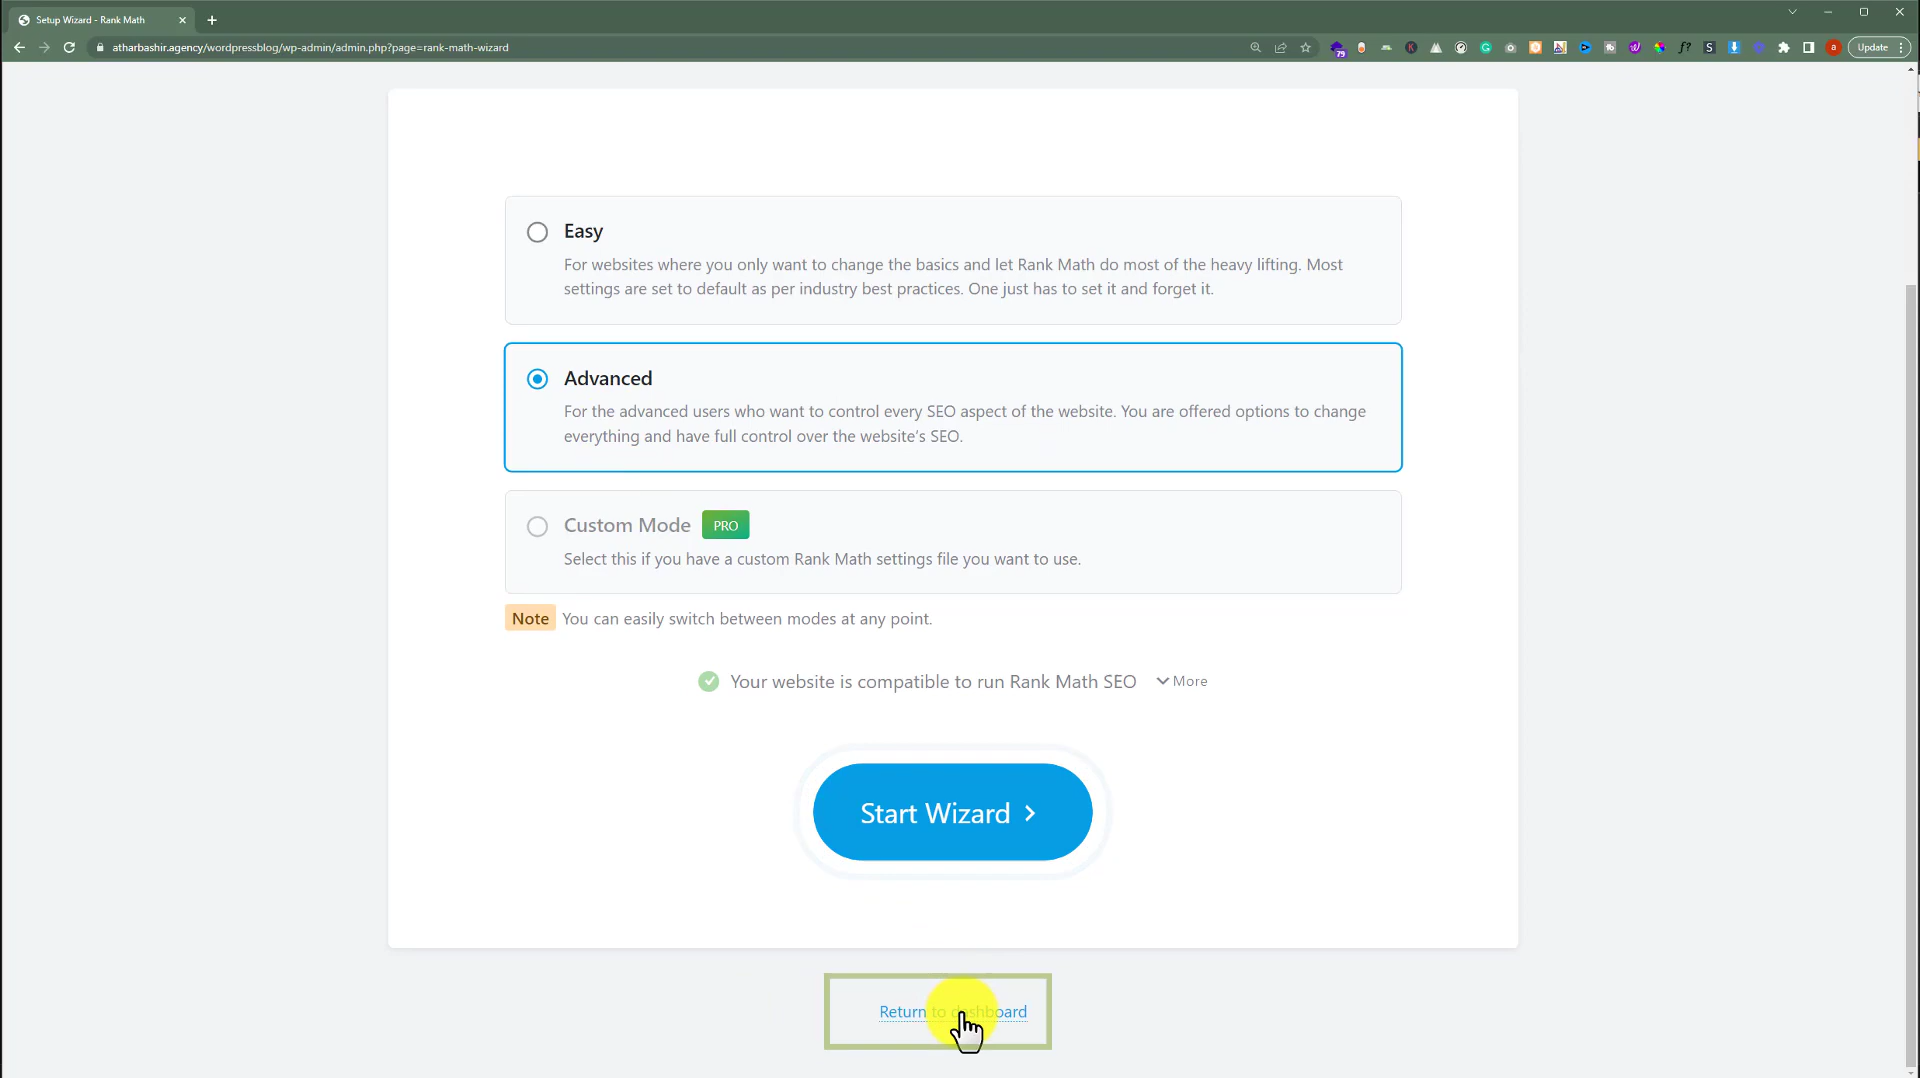 Setup Wizard - Rank Math
atharbashir.agency/wordpressblog/wp-admin/admin.php?page=rank-math-wizard
79
Update
Easy
For websites where you only want to change the basics and let Rank Math do most of the heavy lifting. Most
settings are set to default as per industry best practices. One just has to set it and forget it.
Advanced
For the advanced users who want to control every SEO aspect of the website. You are offered options to change
everything and have full control over the website's SEO.
Custom Mode PRO
Select this if you have a custom Rank Math settings file you want to use.
Note You can easily switch between modes at any point.
Your website is compatible to run Rank Math SEO More
Start Wizard
Return to dashboard